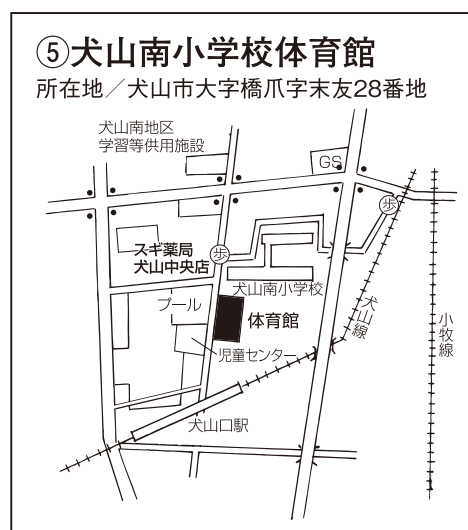 ⑤犬山南小学校体育館
所在地／犬山市大字橋爪字末友28番地
犬山南地区
学習等供用施設
GS
歩
スギ薬局
犬山中央店
歩
犬山南小学校
プール
体育館
犬山線
小牧線
児童センター
犬山口駅